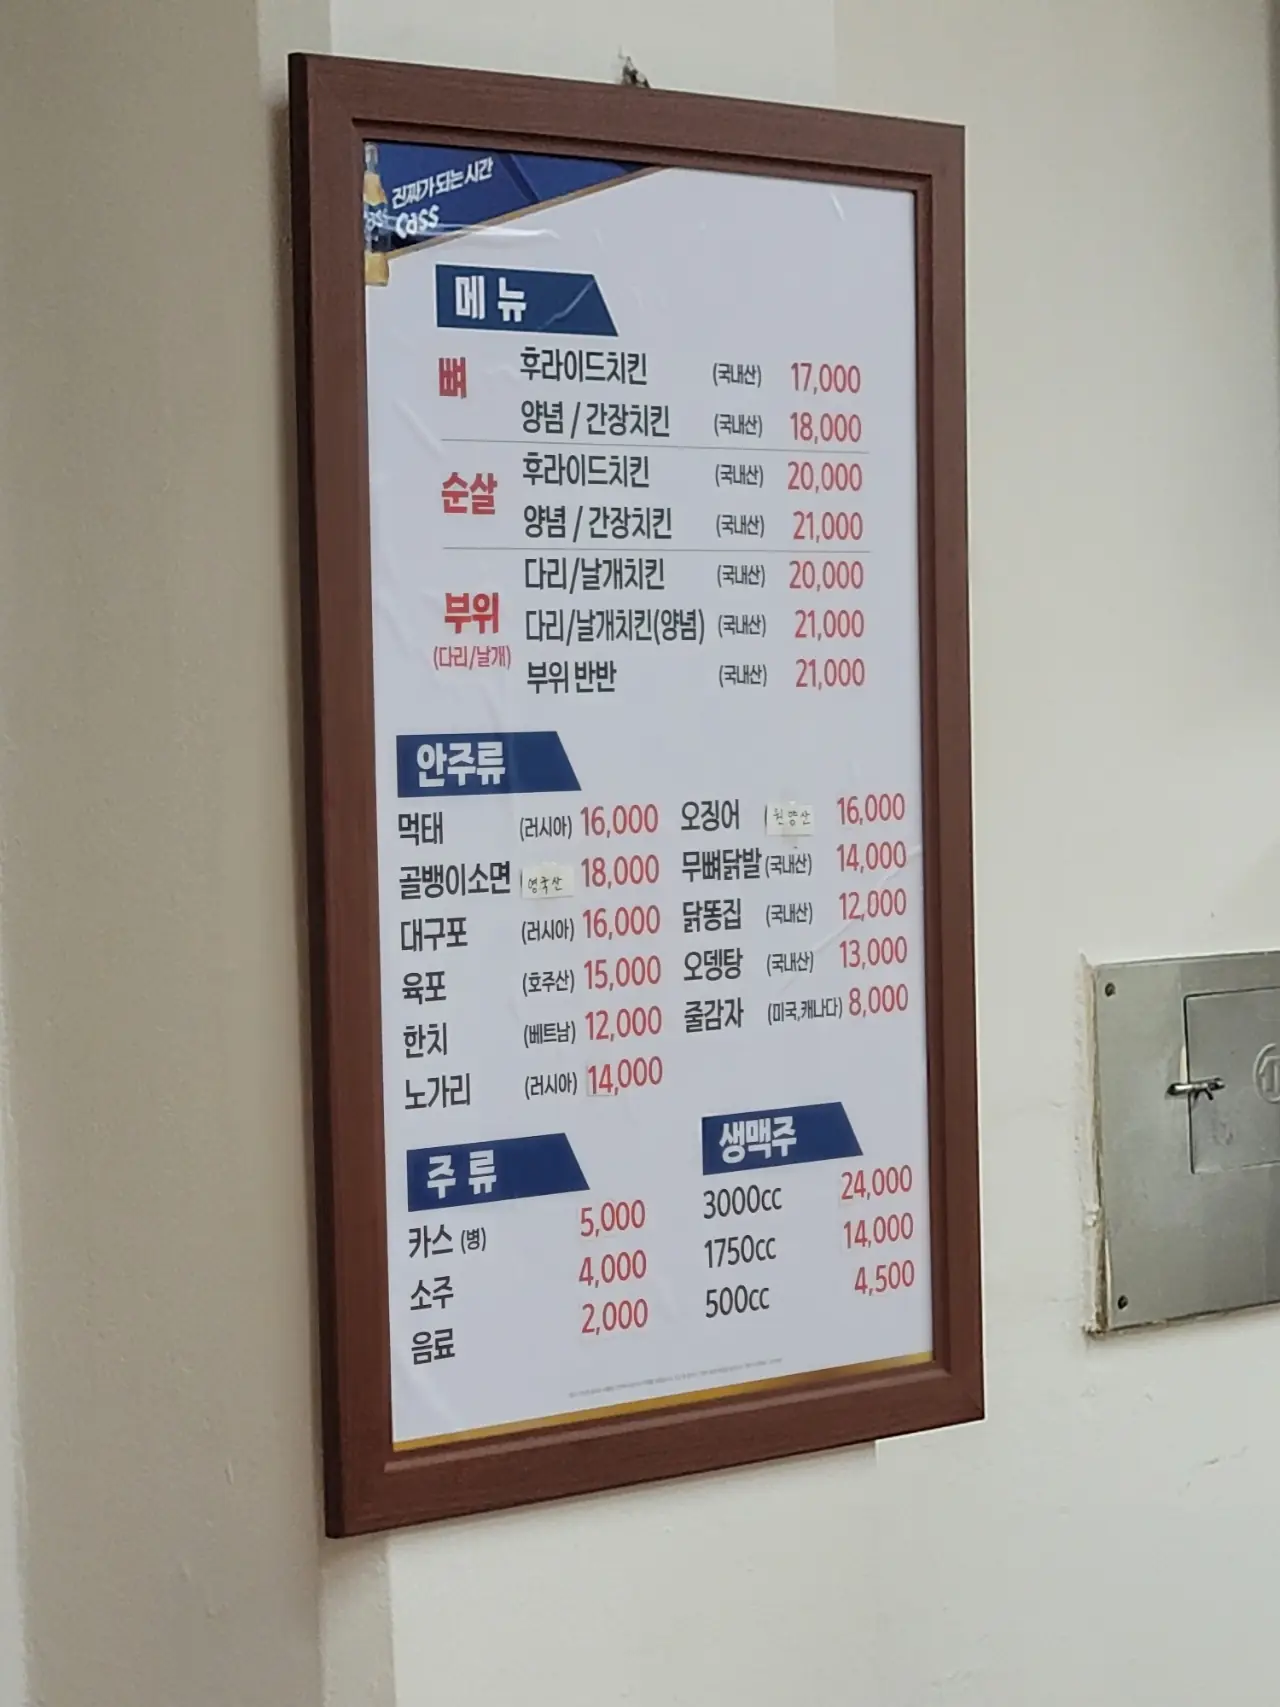 진짜가 되는 시간
cass
메뉴
뼈
후라이드치킨 (국내산) 17,000
양념 / 간장치킨 (국내산) 18,000
순살
후라이드치킨 (국내산) 20,000
양념 / 간장치킨 (국내산) 21,000
부위
(다리/날개)
다리/날개치킨 (국내산) 20,000
다리/날개치킨(양념) (국내산) 21,000
부위 반반 (국내산) 21,000
안주류
먹태 (러시아) 16,000
골뱅이소면 영국산 18,000
대구포 (러시아) 16,000
육포 (호주산) 15,000
한치 (베트남) 12,000
노가리 (러시아) 14,000
오징어 원양산 16,000
무뼈닭발 (국내산) 14,000
닭똥집 (국내산) 12,000
오뎅탕 (국내산) 13,000
줄감자 (미국,캐나다) 8,000
주류
카스 (병) 5,000
소주 4,000
음료 2,000
생맥주
3000cc 24,000
1750cc 14,000
500cc 4,500